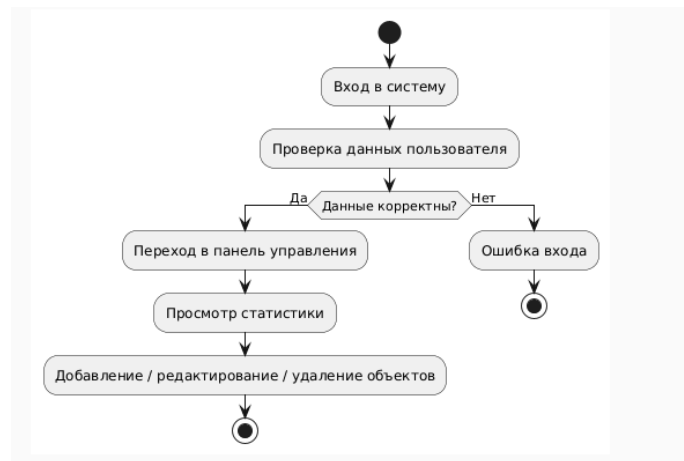 Вход в систему
Проверка данных пользователя
Да
Данные корректны?
Нет
Переход в панель управления
Ошибка входа
Просмотр статистики
Добавление / редактирование / удаление объектов